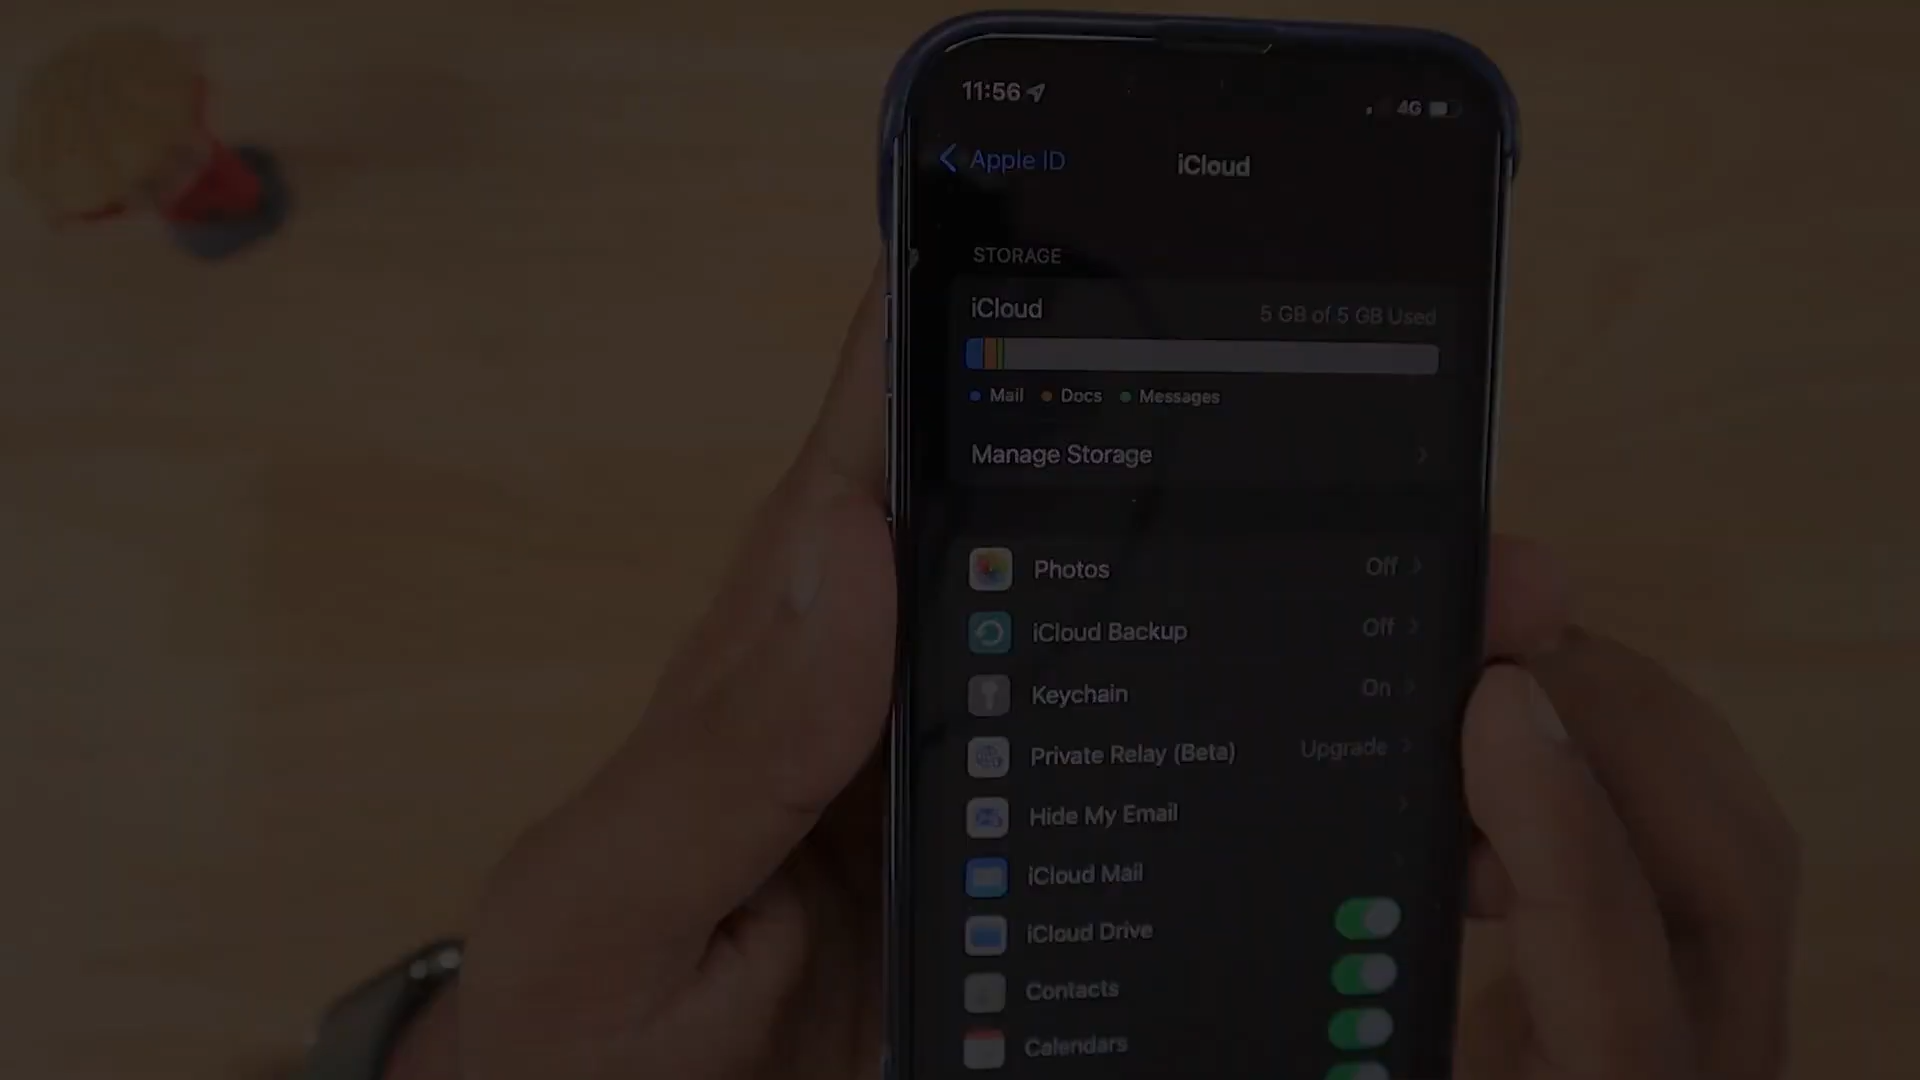 11:56
4G
Apple ID
iCloud
STORAGE
iCloud
5 GB of 5 GB Used
Mail
Docs
Messages
Manage Storage
Photos
Off
iCloud Backup
Off
Keychain
On
Private Relay (Beta)
Upgrade
Hide My Email
iCloud Mail
iCloud Drive
Contacts
Calendars